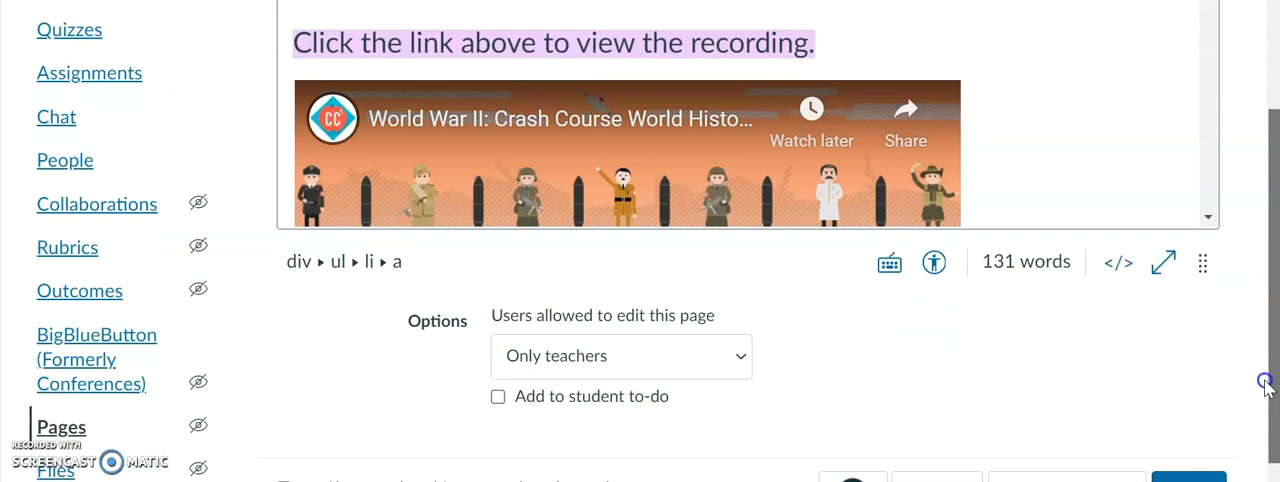 Quizzes
Assignments
Chat
People
Collaborations
Rubrics
Outcomes
BigBlueButton
(Formerly
Conferences)
Pages
Files
RECORDED WITH
SCREENCAST MATIC
Click the link above to view the recording.
CC
World War II: Crash Course World Histo...
Watch later
Share
div ▸ ul ▸ li ▸ a
131 words
</>
Options
Users allowed to edit this page
Only teachers
Add to student to-do